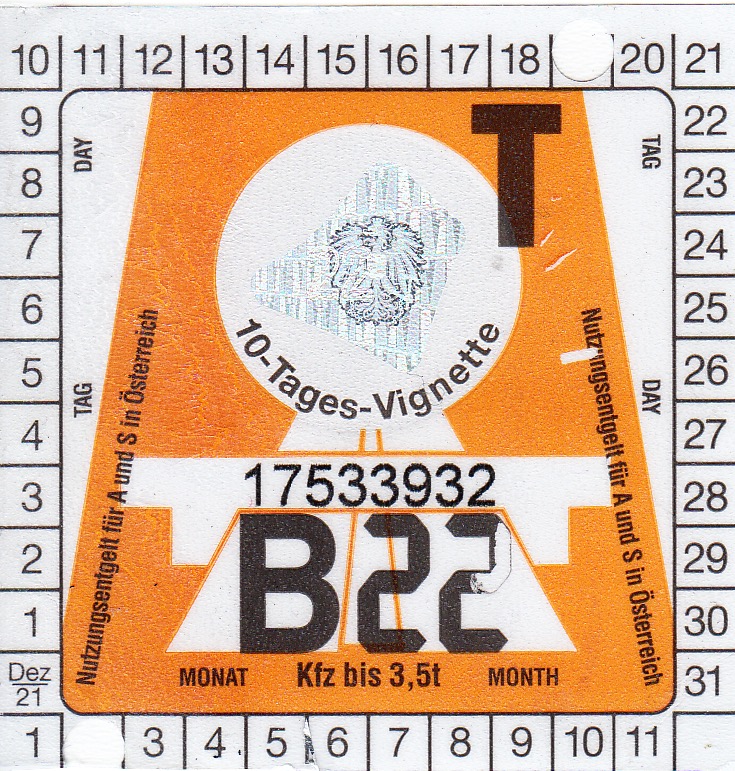 10 11 12 13 14 15 16 17 18 20 21
9 22
8 23
7 24
6 25
5 26
4 27
3 28
2 29
1 30
Dez
21
31
1 3 4 5 6 7 8 9 10 11
DAY
TAG
T
TAG
DAY
10-Tages-Vignette
Nutzungsentgelt für A und S in Österreich
Nutzungsentgelt für A und S in Österreich
17533932
B22
MONAT Kfz bis 3,5t MONTH